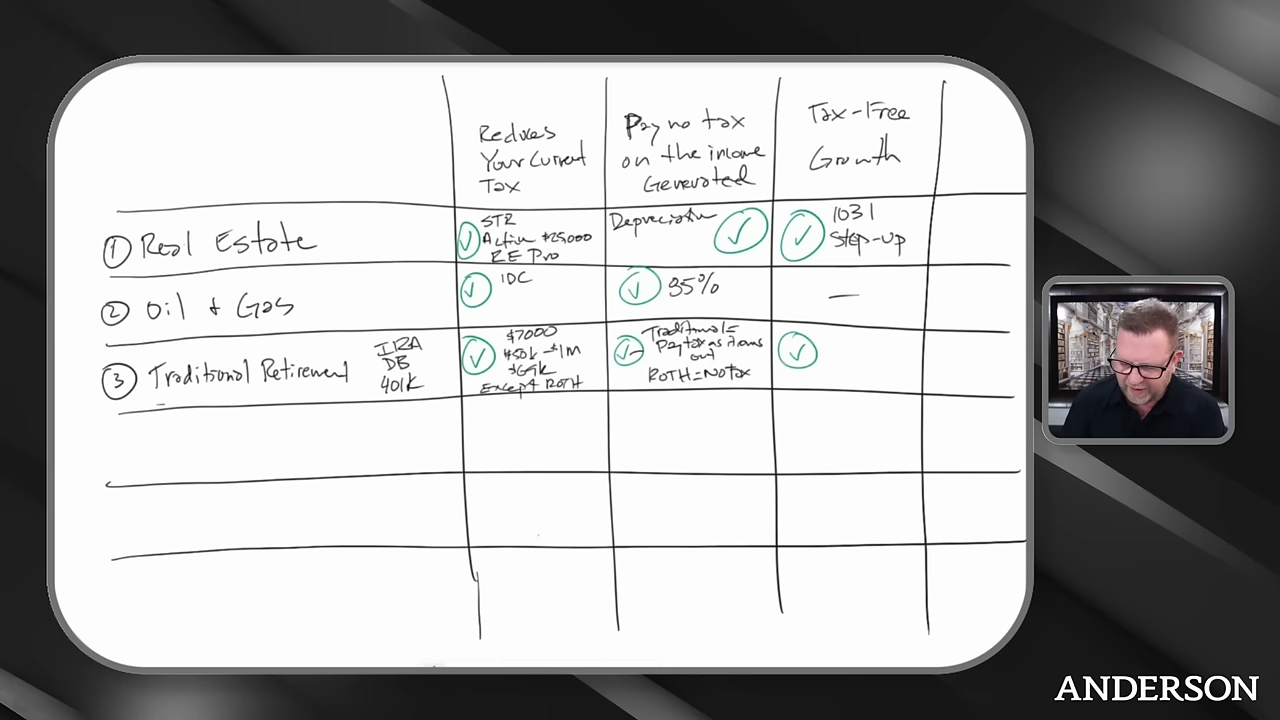 Reduces
Your Current
Tax
Pay no tax
on the income
Generated
Tax-Free
Growth
① Real Estate
STR
Active $25000
RE Pro
Depreciation
1031
Step-up
② Oil & Gas
IDC
35%
—
③ Traditional Retirement
IRA
DB
401K
$7000
$50k-$1M
$69k
Except ROTH
Traditional=
Pay tax as it comes
out
ROTH=No tax
ANDERSON